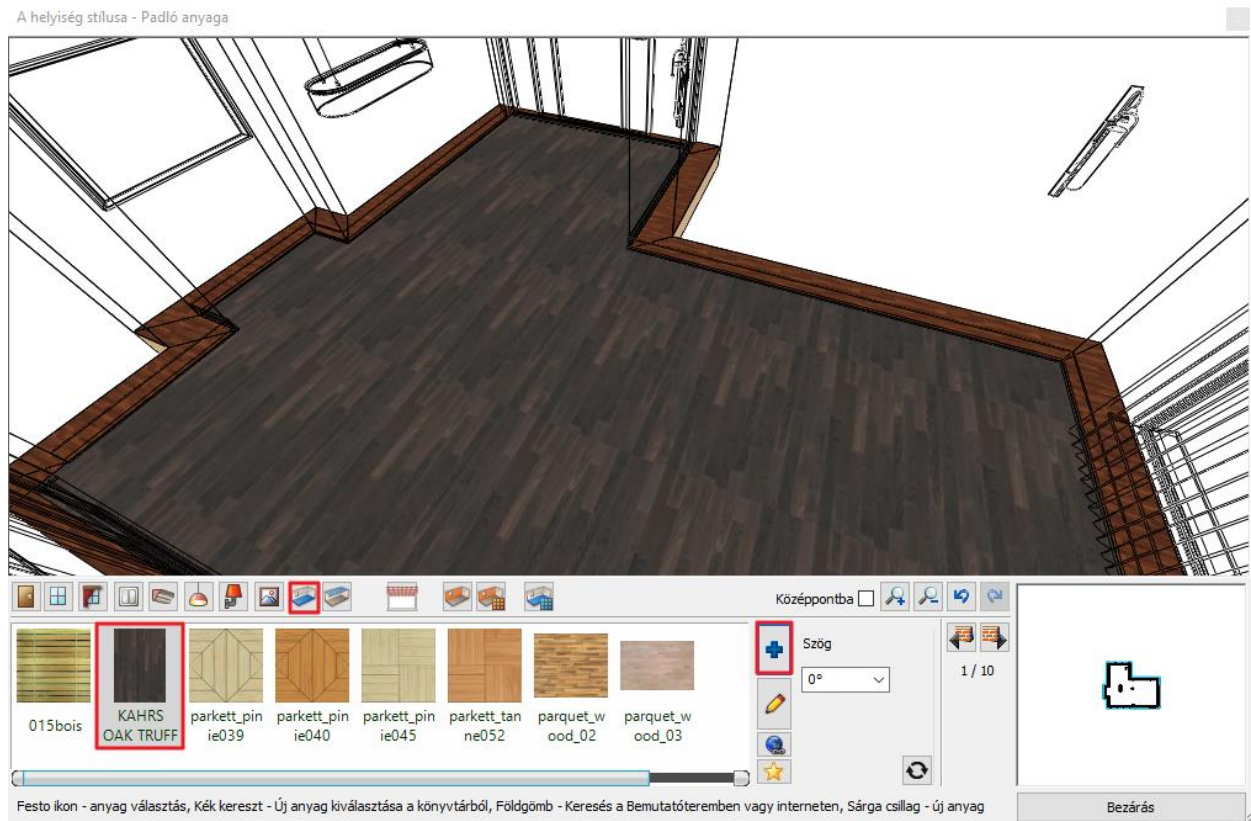 A helyiség stílusa - Padló anyaga
Középpontba
015bois
KAHRS
OAK TRUFF
parkett_pin
ie039
parkett_pin
ie040
parkett_pin
ie045
parkett_tan
ne052
parquet_w
ood_02
parquet_w
ood_03
Szög
0°
1 / 10
Festo ikon - anyag választás, Kék kereszt - Új anyag kiválasztása a könyvtárból, Földgömb - Keresés a Bemutatóteremben vagy interneten, Sárga csillag - új anyag
Bezárás